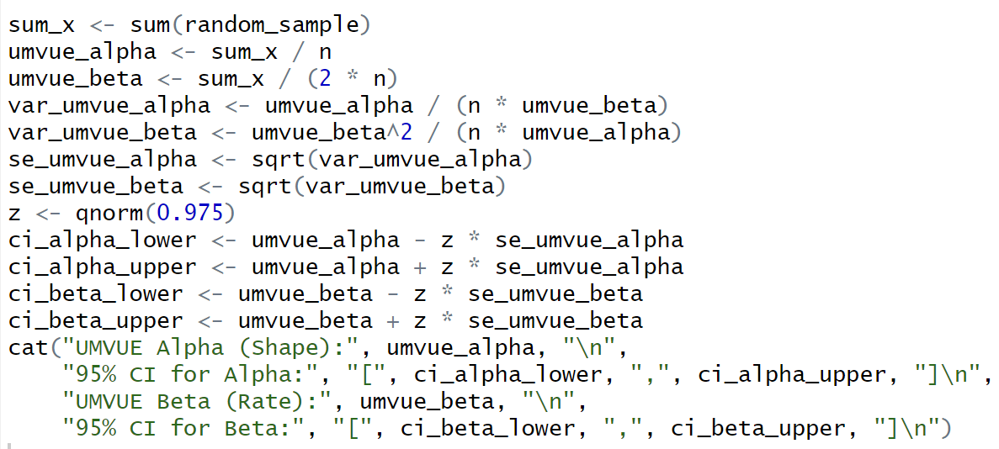 sum_x <- sum(random_sample)
umvue_alpha <- sum_x / n
umvue_beta <- sum_x / (2 * n)
var_umvue_alpha <- umvue_alpha / (n * umvue_beta)
var_umvue_beta <- umvue_beta^2 / (n * umvue_alpha)
se_umvue_alpha <- sqrt(var_umvue_alpha)
se_umvue_beta <- sqrt(var_umvue_beta)
z <- qnorm(0.975)
ci_alpha_lower <- umvue_alpha - z * se_umvue_alpha
ci_alpha_upper <- umvue_alpha + z * se_umvue_alpha
ci_beta_lower <- umvue_beta - z * se_umvue_beta
ci_beta_upper <- umvue_beta + z * se_umvue_beta
cat("UMVUE Alpha (Shape):", umvue_alpha, "\n",
    "95% CI for Alpha:", "[", ci_alpha_lower, ",", ci_alpha_upper, "]\n",
    "UMVUE Beta (Rate):", umvue_beta, "\n",
    "95% CI for Beta:", "[", ci_beta_lower, ",", ci_beta_upper, "]\n")